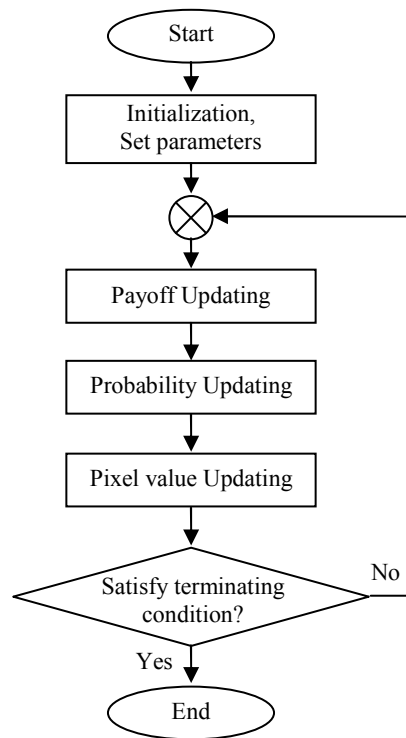 Start
Initialization,
Set parameters
Payoff Updating
Probability Updating
Pixel value Updating
Satisfy terminating
condition?
No
Yes
End